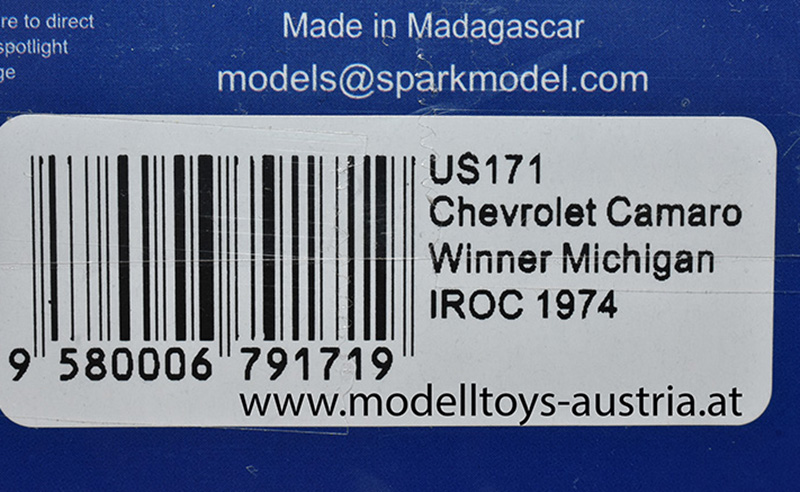 re to direct
spotlight
ge
Made in Madagascar
models@sparkmodel.com
US171
Chevrolet Camaro
Winner Michigan
IROC 1974
9 580006 791719
www.modelltoys-austria.at